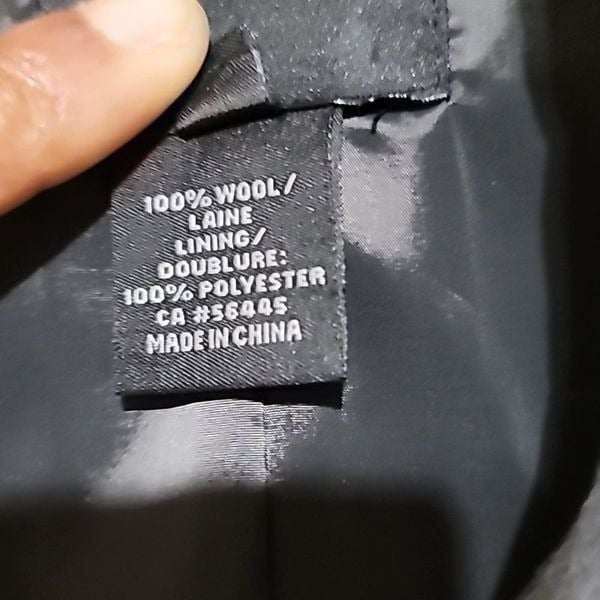 100% WOOL/
LAINE
LINING/
DOUBLURE:
100% POLYESTER
CA #56445
MADE IN CHINA